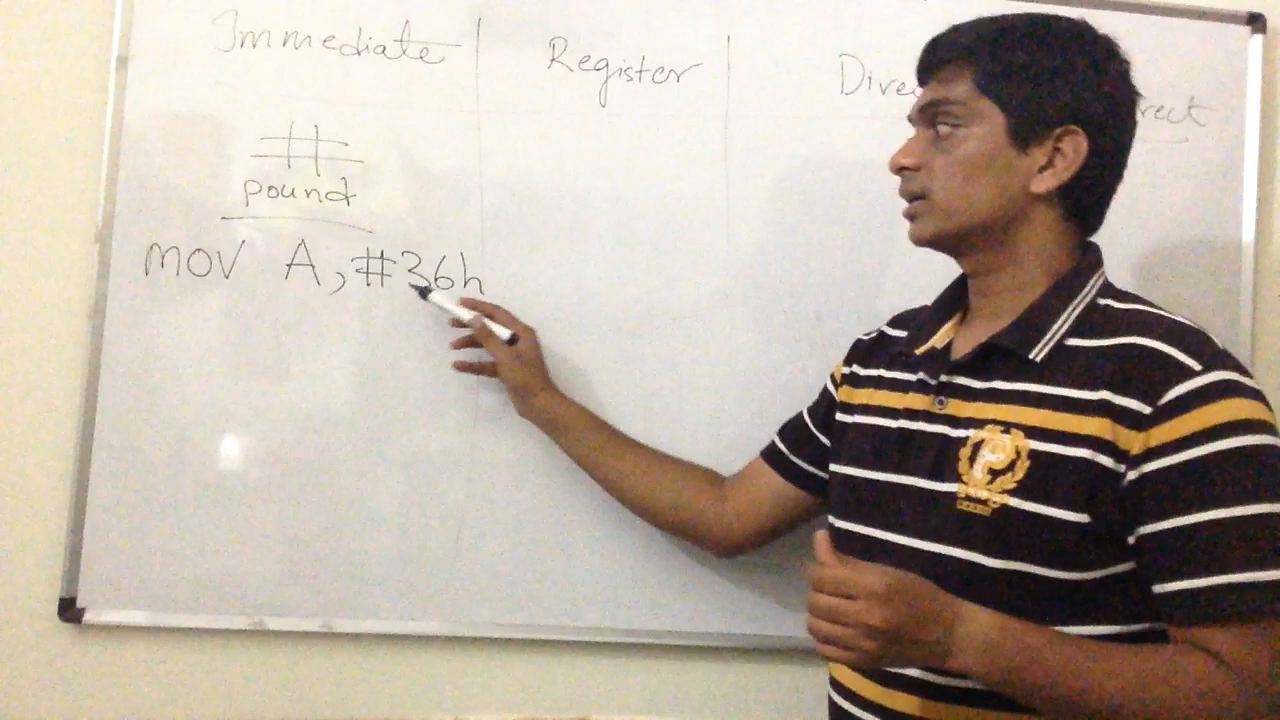 Immediate Register
#
pound
mov A, #36h